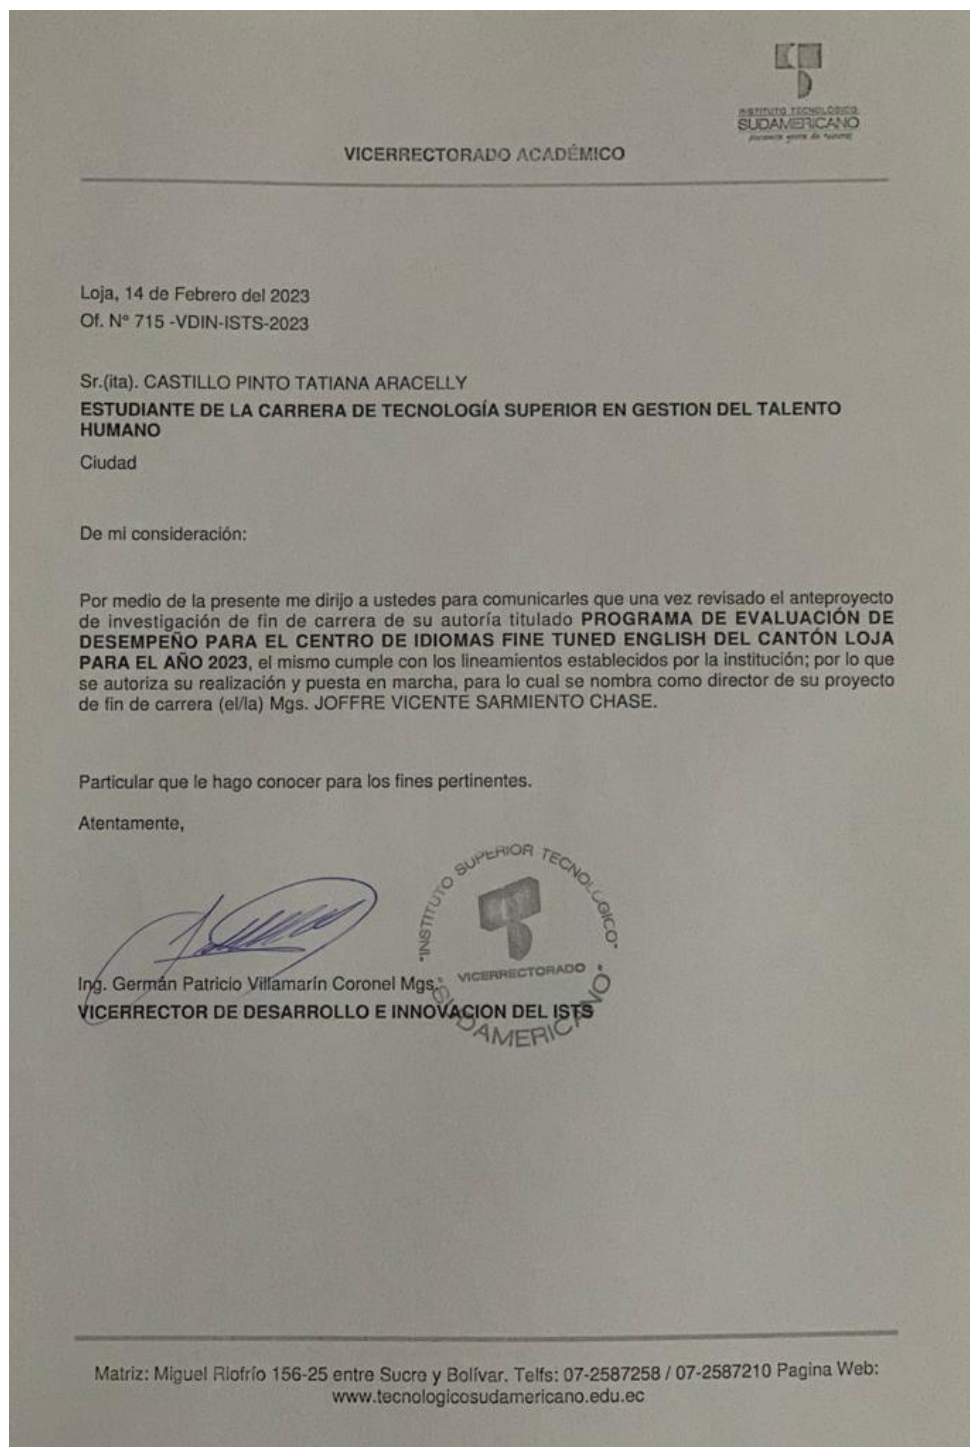 INSTITUTO TECNOLÓGICO
SUDAMERICANO
VICERRECTORADO ACADÉMICO
Loja, 14 de Febrero del 2023
Of. Nº 715 -VDIN-ISTS-2023
Sr.(ita). CASTILLO PINTO TATIANA ARACELLY
ESTUDIANTE DE LA CARRERA DE TECNOLOGÍA SUPERIOR EN GESTION DEL TALENTO
HUMANO
Ciudad
De mi consideración:
Por medio de la presente me dirijo a ustedes para comunicarles que una vez revisado el anteproyecto
de investigación de fin de carrera de su autoría titulado PROGRAMA DE EVALUACIÓN DE
DESEMPEÑO PARA EL CENTRO DE IDIOMAS FINE TUNED ENGLISH DEL CANTÓN LOJA
PARA EL AÑO 2023, el mismo cumple con los lineamientos establecidos por la institución; por lo que
se autoriza su realización y puesta en marcha, para lo cual se nombra como director de su proyecto
de fin de carrera (el/la) Mgs. JOFFRE VICENTE SARMIENTO CHASE.
Particular que le hago conocer para los fines pertinentes.
Atentamente,
"INSTITUTO SUPERIOR TECNOLÓGICO"
VICERRECTORADO
"SUDAMERICANO"
Ing. Germán Patricio Villamarín Coronel Mgs.
VICERRECTOR DE DESARROLLO E INNOVACION DEL ISTS
Matriz: Miguel Riofrío 156-25 entre Sucre y Bolívar. Telfs: 07-2587258 / 07-2587210 Pagina Web:
www.tecnologicosudamericano.edu.ec